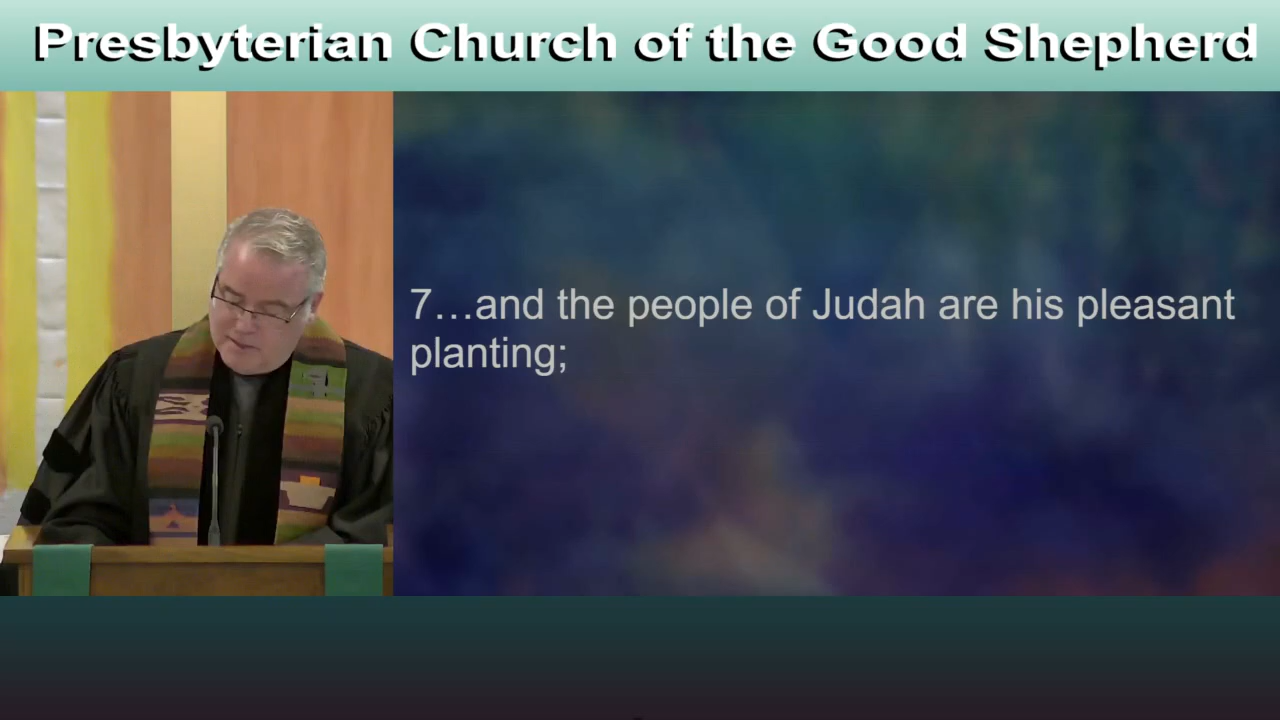 Presbyterian Church of the Good Shepherd
7…and the people of Judah are his pleasant
planting;